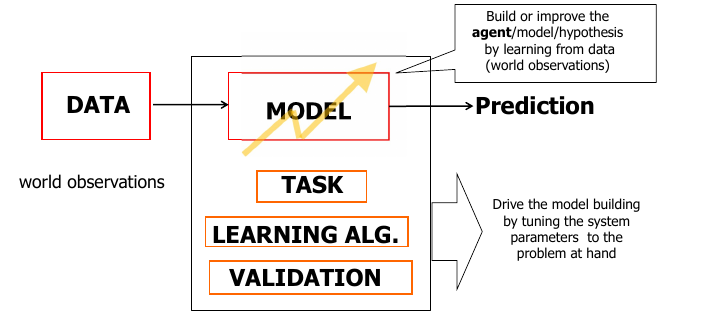 Build or improve the
agent/model/hypothesis
by learning from data
(world observations)
DATA
MODEL
Prediction
world observations
TASK
LEARNING ALG.
VALIDATION
Drive the model building
by tuning the system
parameters to the
problem at hand